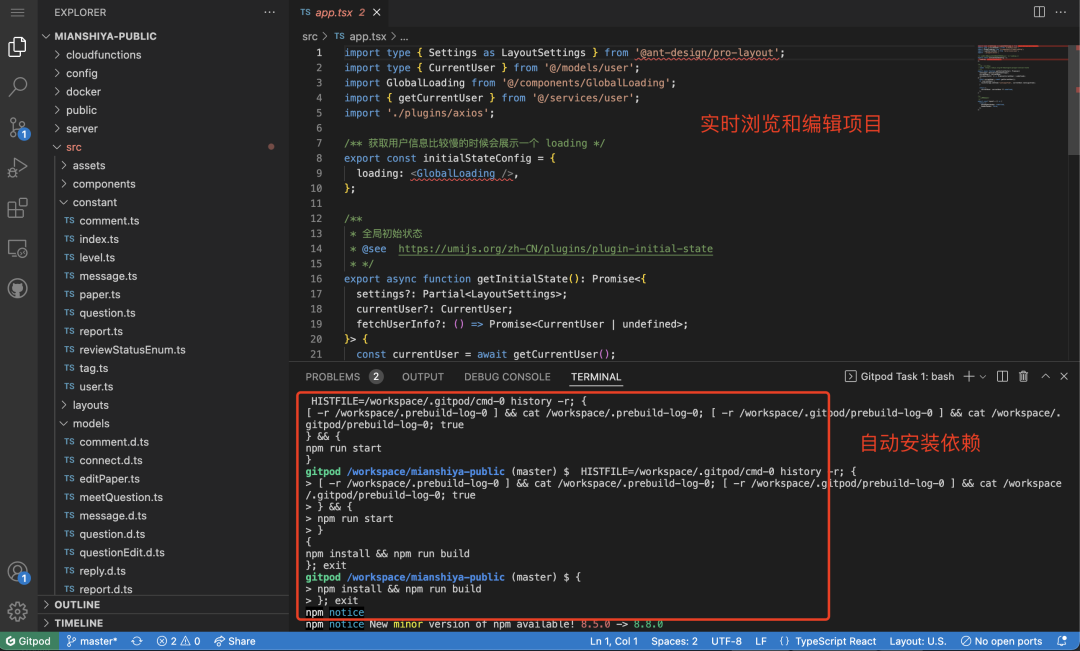 EXPLORER
MIANSHIYA-PUBLIC
cloudfunctions
config
docker
public
server
src
assets
components
constant
TS comment.ts
TS index.ts
TS level.ts
TS message.ts
TS paper.ts
TS question.ts
TS report.ts
TS reviewStatusEnum.ts
TS tag.ts
TS user.ts
layouts
models
TS comment.d.ts
TS connect.d.ts
TS editPaper.ts
TS meetQuestion.ts
TS message.d.ts
TS question.d.ts
TS questionEdit.d.ts
TS reply.d.ts
TS report.d.ts
OUTLINE
TIMELINE
1
1
TS app.tsx 2
src > TS app.tsx > ...
1 import type { Settings as LayoutSettings } from '@ant-design/pro-layout';
2 import type { CurrentUser } from '@/models/user';
3 import GlobalLoading from '@/components/GlobalLoading';
4 import { getCurrentUser } from '@/services/user';
5 import './plugins/axios';
6
7 /** 获取用户信息比较慢的时候会展示一个 loading */
8 export const initialStateConfig = {
9 loading: <GlobalLoading />,
10 };
11
12 /**
13 * 全局初始状态
14 * @see https://umijs.org/zh-CN/plugins/plugin-initial-state
15 * */
16 export async function getInitialState(): Promise<{
17 settings?: Partial<LayoutSettings>;
18 currentUser?: CurrentUser;
19 fetchUserInfo?: () => Promise<CurrentUser | undefined>;
20 }> {
21 const currentUser = await getCurrentUser();
实时浏览和编辑项目
PROBLEMS 2 OUTPUT DEBUG CONSOLE TERMINAL Gitpod Task 1: bash
HISTFILE=/workspace/.gitpod/cmd-0 history -r; {
[ -r /workspace/.prebuild-log-0 ] && cat /workspace/.prebuild-log-0; [ -r /workspace/.gitpod/prebuild-log-0 ] && cat /workspace/.
gitpod/prebuild-log-0; true
} && {
npm run start
}
gitpod /workspace/mianshiya-public (master) $ HISTFILE=/workspace/.gitpod/cmd-0 history -r; {
> [ -r /workspace/.prebuild-log-0 ] && cat /workspace/.prebuild-log-0; [ -r /workspace/.gitpod/prebuild-log-0 ] && cat /workspace
/.gitpod/prebuild-log-0; true
> } && {
> npm run start
> }
{
npm install && npm run build
}; exit
gitpod /workspace/mianshiya-public (master) $ {
> npm install && npm run build
> }; exit
npm notice
npm notice New minor version of npm available! 8.5.0 -> 8.8.0
自动安装依赖
Gitpod master* 2 0 Share Ln 1, Col 1 Spaces: 2 UTF-8 LF {} TypeScript React Layout: U.S. No open ports